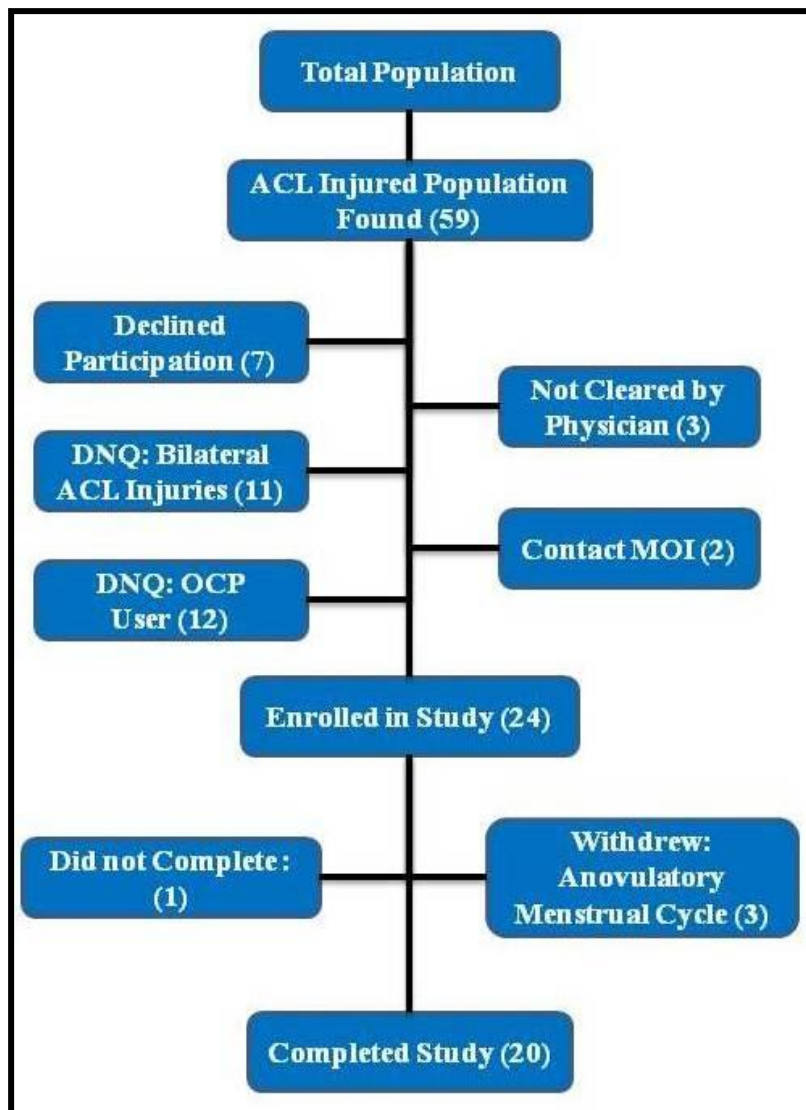 Total Population
ACL Injured Population
Found (59)
Declined
Participation (7)
Not Cleared by
Physician (3)
DNQ: Bilateral
ACL Injuries (11)
Contact MOI (2)
DNQ: OCP
User (12)
Enrolled in Study (24)
Did not Complete:
(1)
Withdrew:
Anovulatory
Menstrual Cycle (3)
Completed Study (20)